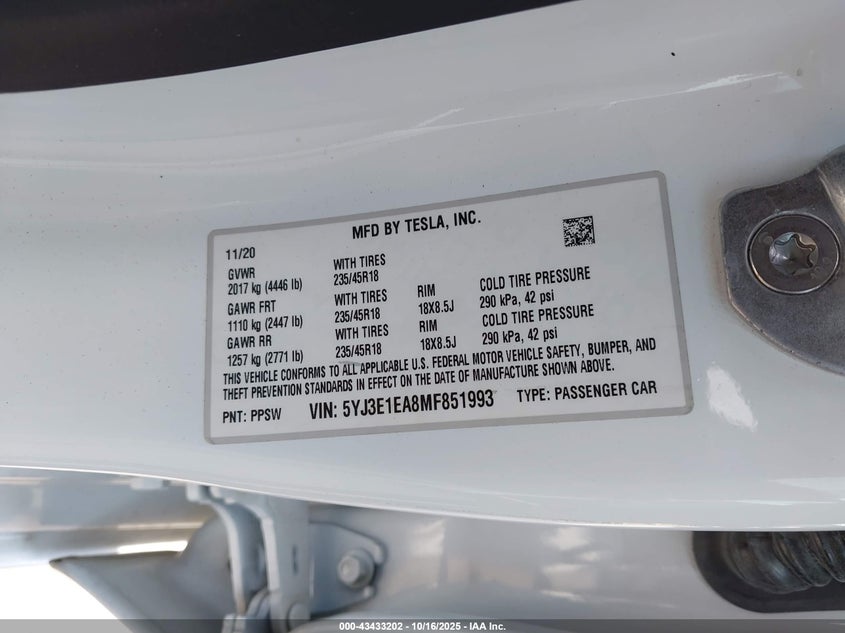 MFD BY TESLA, INC.
11/20
GVWR
2017 kg (4446 lb)
WITH TIRES
235/45R18
GAWR FRT
1110 kg (2447 lb)
WITH TIRES
235/45R18
RIM
18X8.5J
COLD TIRE PRESSURE
290 kPa, 42 psi
GAWR RR
1257 kg (2771 lb)
WITH TIRES
235/45R18
RIM
18X8.5J
COLD TIRE PRESSURE
290 kPa, 42 psi
THIS VEHICLE CONFORMS TO ALL APPLICABLE U.S. FEDERAL MOTOR VEHICLE SAFETY, BUMPER, AND
THEFT PREVENTION STANDARDS IN EFFECT ON THE DATE OF MANUFACTURE SHOWN ABOVE.
PNT: PPSW VIN: 5YJ3E1EA8MF851993 TYPE: PASSENGER CAR
000-43433202 - 10/16/2025 - IAA Inc.